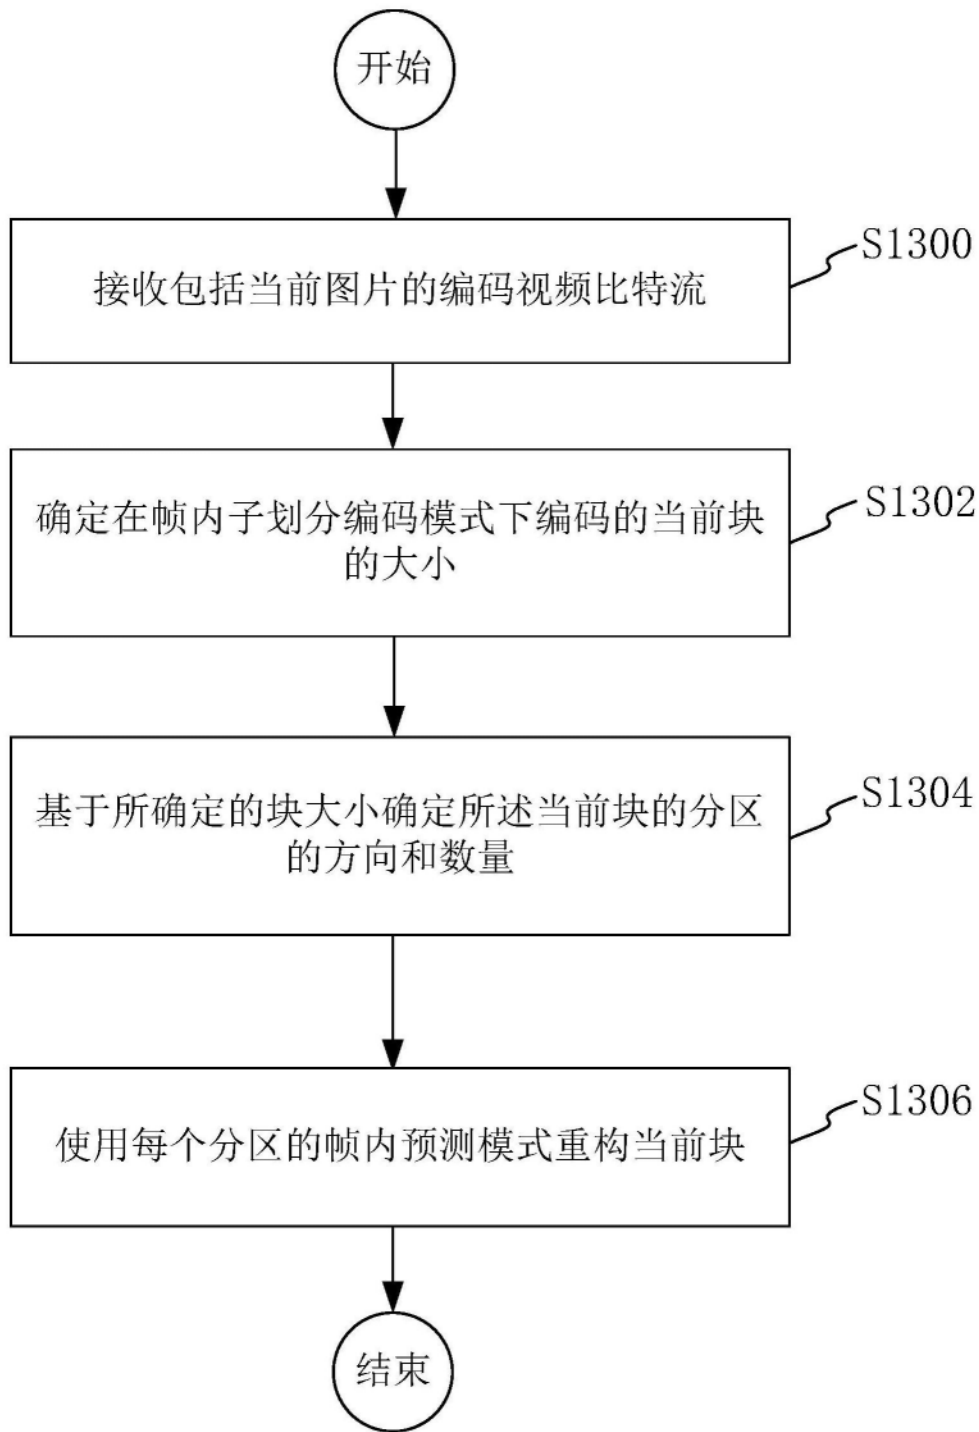 开始
S1300
接收包括当前图片的编码视频比特流
S1302
确定在帧内子划分编码模式下编码的当前块
的大小
S1304
基于所确定的块大小确定所述当前块的分区
的方向和数量
S1306
使用每个分区的帧内预测模式重构当前块
结束